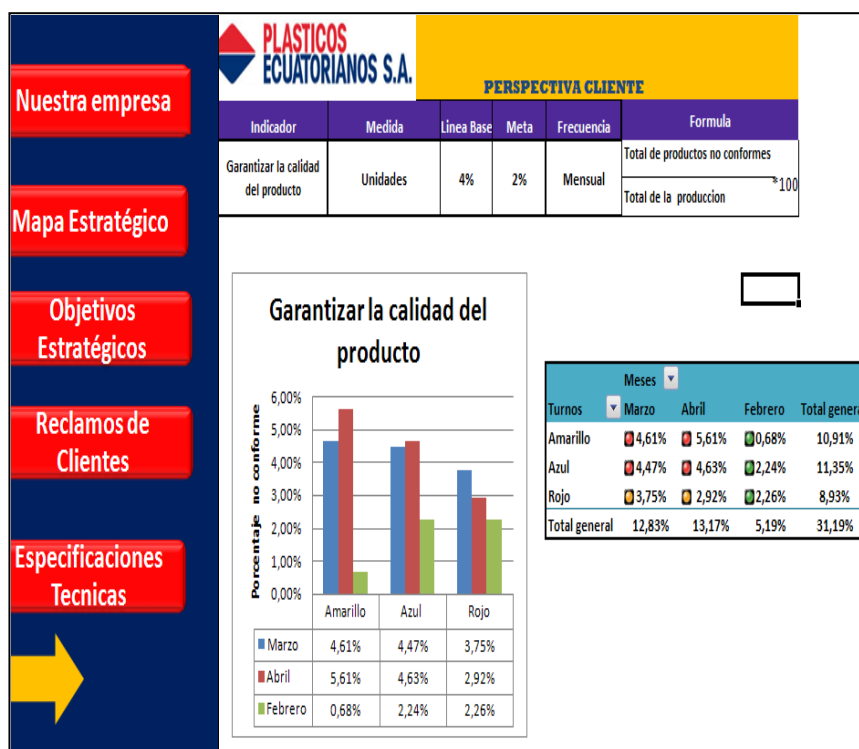 PLASTICOS
ECUATORIANOS S.A.
PERSPECTIVA CLIENTE
Nuestra empresa
Mapa Estratégico
Objetivos
Estratégicos
Reclamos de
Clientes
Especificaciones
Tecnicas
Indicador Medida Linea Base Meta Frecuencia Formula
Garantizar la calidad
del producto
Unidades 4% 2% Mensual
Total de productos no conformes
*100
Total de la produccion
Garantizar la calidad del
producto
Porcentaje no conforme
6,00%
5,00%
4,00%
3,00%
2,00%
1,00%
0,00%
Amarillo Azul Rojo
Marzo 4,61% 4,47% 3,75%
Abril 5,61% 4,63% 2,92%
Febrero 0,68% 2,24% 2,26%
Meses
Turnos Marzo Abril Febrero Total genera
Amarillo 4,61% 5,61% 0,68% 10,91%
Azul 4,47% 4,63% 2,24% 11,35%
Rojo 3,75% 2,92% 2,26% 8,93%
Total general 12,83% 13,17% 5,19% 31,19%